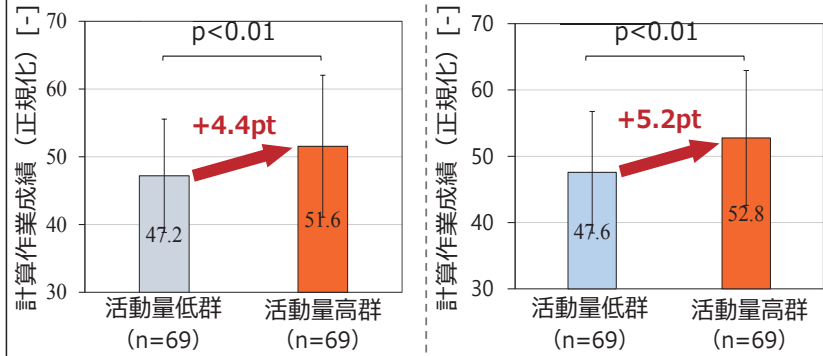 計算作業成績（正規化）[-]
70
60
50
40
30
p<0.01
+4.4pt
47.2
51.6
活動量低群
(n=69)
活動量高群
(n=69)
計算作業成績（正規化）[-]
70
60
50
40
30
p<0.01
+5.2pt
47.6
52.8
活動量低群
(n=69)
活動量高群
(n=69)